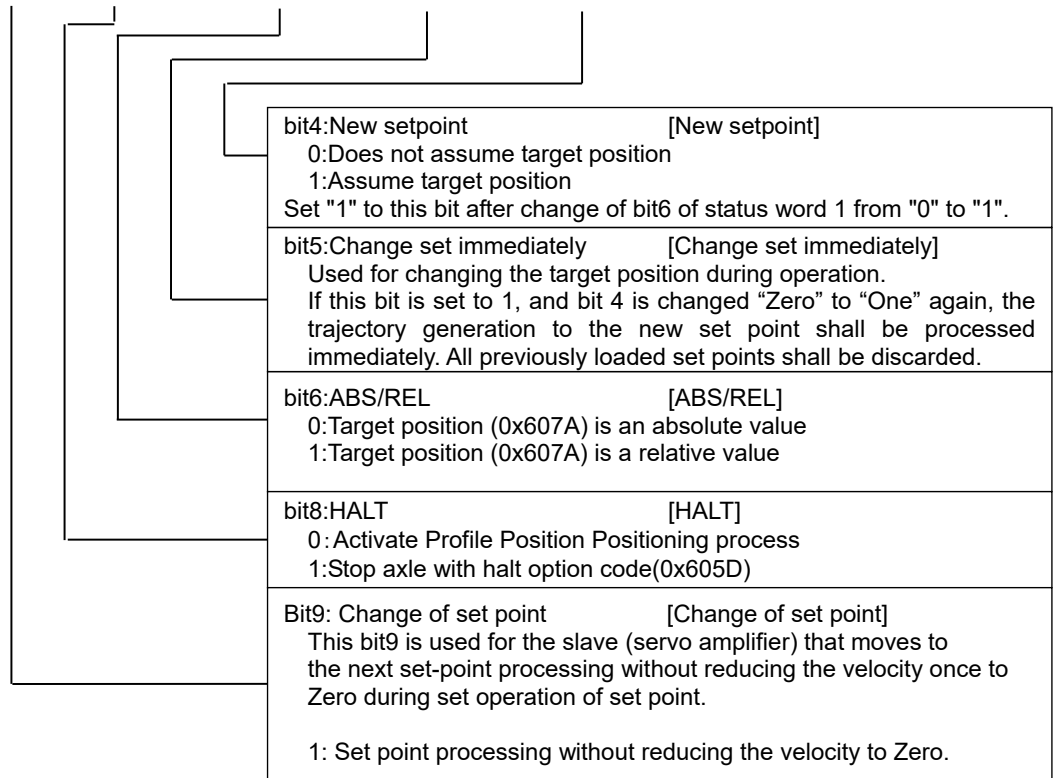 bit4:New setpoint [New setpoint]
0:Does not assume target position
1:Assume target position
Set "1" to this bit after change of bit6 of status word 1 from "0" to "1".
bit5:Change set immediately [Change set immediately]
Used for changing the target position during operation.
If this bit is set to 1, and bit 4 is changed “Zero” to “One” again, the
trajectory generation to the new set point shall be processed
immediately. All previously loaded set points shall be discarded.
bit6:ABS/REL [ABS/REL]
0:Target position (0x607A) is an absolute value
1:Target position (0x607A) is a relative value
bit8:HALT [HALT]
0：Activate Profile Position Positioning process
1:Stop axle with halt option code(0x605D)
Bit9: Change of set point [Change of set point]
This bit9 is used for the slave (servo amplifier) that moves to
the next set-point processing without reducing the velocity once to
Zero during set operation of set point.
1: Set point processing without reducing the velocity to Zero.